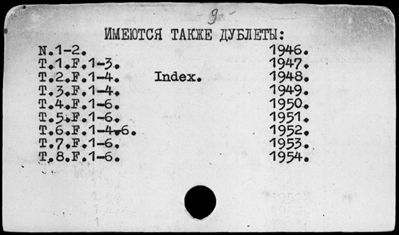 9
ИМЕЮТСЯ ТАКЖЕ ДУБЛЕТЫ:
N.1-2. 1946.
T.1.F.1-3. 1947.
T.2.F.1-4. Index. 1948.
T.3.F.1-4. 1949.
T.4.F.1-6. 1950.
T.5.F.1-6. 1951.
T.6.F.1-4,6. 1952.
T.7.F.1-6. 1953.
T.8.F.1-6. 1954.